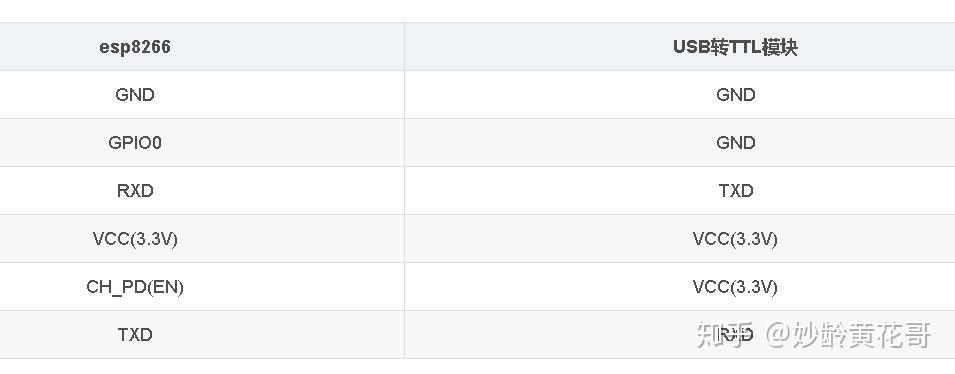 esp8266 USB转TTL模块
GND GND
GPIO0 GND
RXD TXD
VCC(3.3V) VCC(3.3V)
CH_PD(EN) VCC(3.3V)
TXD RXD
知乎 @妙龄黄花哥